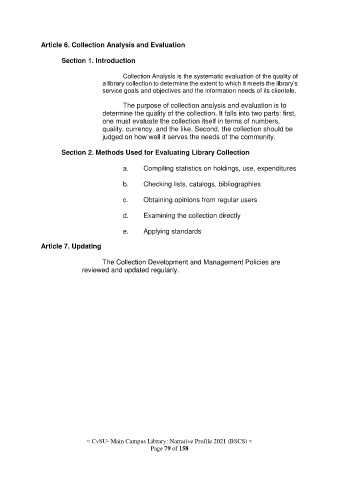 Article 6. Collection Analysis and Evaluation
Section 1. Introduction
Collection Analysis is the systematic evaluation of the quality of
a library collection to determine the extent to which it meets the library's
service goals and objectives and the information needs of its clientele.
The purpose of collection analysis and evaluation is to
determine the quality of the collection. It falls into two parts: first,
one must evaluate the collection itself in terms of numbers,
quality, currency, and the like. Second, the collection should be
judged on how well it serves the needs of the community.
Section 2. Methods Used for Evaluating Library Collection
a. Compiling statistics on holdings, use, expenditures
b. Checking lists, catalogs, bibliographies
c. Obtaining opinions from regular users
d. Examining the collection directly
e. Applying standards
Article 7. Updating
The Collection Development and Management Policies are
reviewed and updated regularly.
≈ CvSU- Main Campus Library: Narrative Profile 2021 (BSCS) ≈
Page 79 of 158